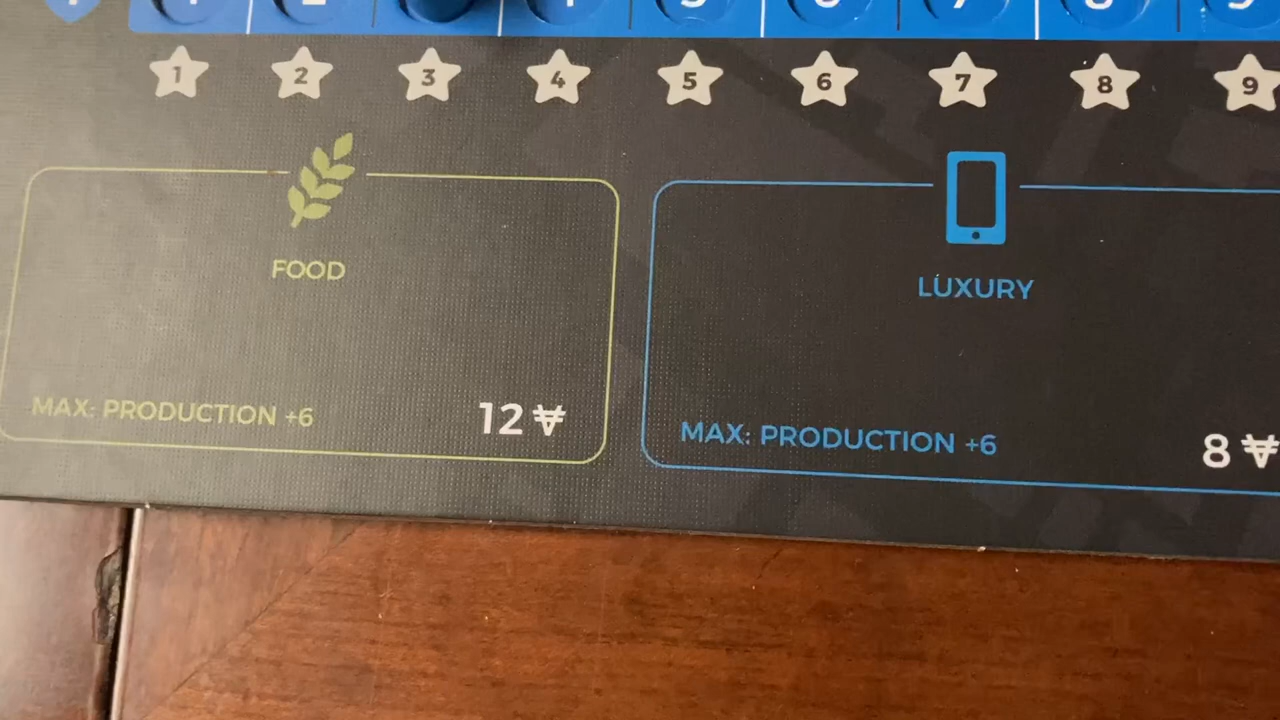 1 2 3 4 5 6 7 8 9
FOOD
LUXURY
MAX: PRODUCTION +6 12 ₩
MAX: PRODUCTION +6 8 ₩